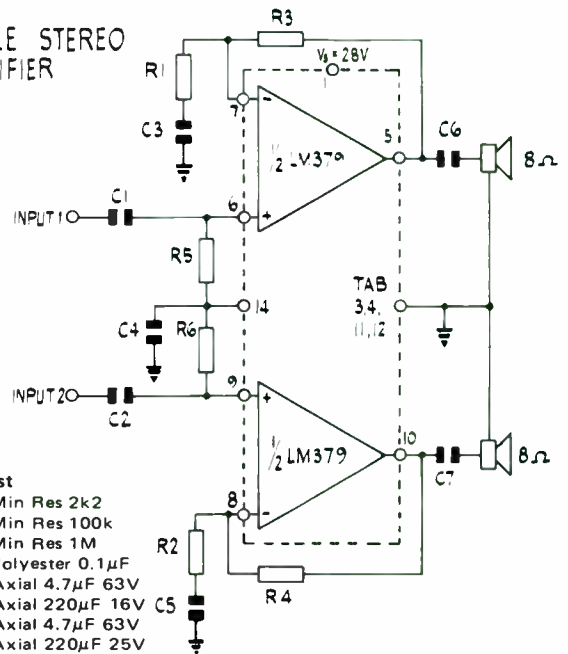 LE STEREO
IFIER
R3
Vs = 28V
1
R1
7
-
C3
½ LM379
5
C6
8Ω
C1
6
+
INPUT1
R5
TAB
3,4,
11,12
14
C4
R6
INPUT2
C2
9
+
½ LM379
10
C7
8Ω
8
-
R2
C5
R4
st
Min Res 2k2
Min Res 100k
Min Res 1M
olyester 0.1µF
Axial 4.7µF 63V
Axial 220µF 16V
Axial 4.7µF 63V
Axial 220µF 25V